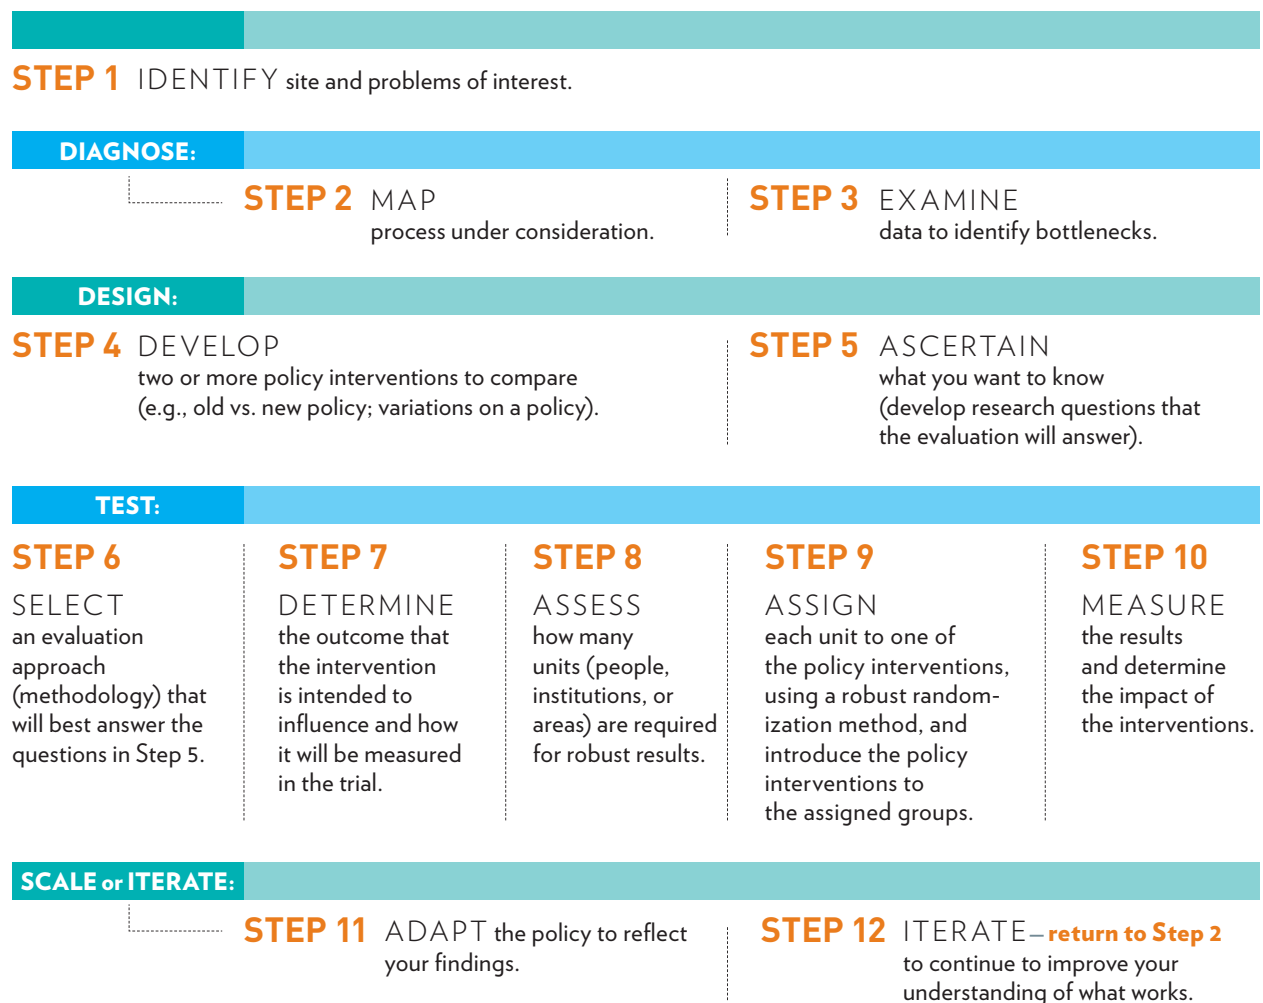 STEP 1 IDENTIFY site and problems of interest.
DIAGNOSE:
STEP 2 MAP
process under consideration.
STEP 3 EXAMINE
data to identify bottlenecks.
DESIGN:
STEP 4 DEVELOP
two or more policy interventions to compare
(e.g., old vs. new policy; variations on a policy).
STEP 5 ASCERTAIN
what you want to know
(develop research questions that
the evaluation will answer).
TEST:
STEP 6
SELECT
an evaluation
approach
(methodology) that
will best answer the
questions in Step 5.
STEP 7
DETERMINE
the outcome that
the intervention
is intended to
influence and how
it will be measured
in the trial.
STEP 8
ASSESS
how many
units (people,
institutions, or
areas) are required
for robust results.
STEP 9
ASSIGN
each unit to one of
the policy interventions,
using a robust random-
ization method, and
introduce the policy
interventions to
the assigned groups.
STEP 10
MEASURE
the results
and determine
the impact of
the interventions.
SCALE or ITERATE:
STEP 11 ADAPT the policy to reflect
your findings.
STEP 12 ITERATE—return to Step 2
to continue to improve your
understanding of what works.